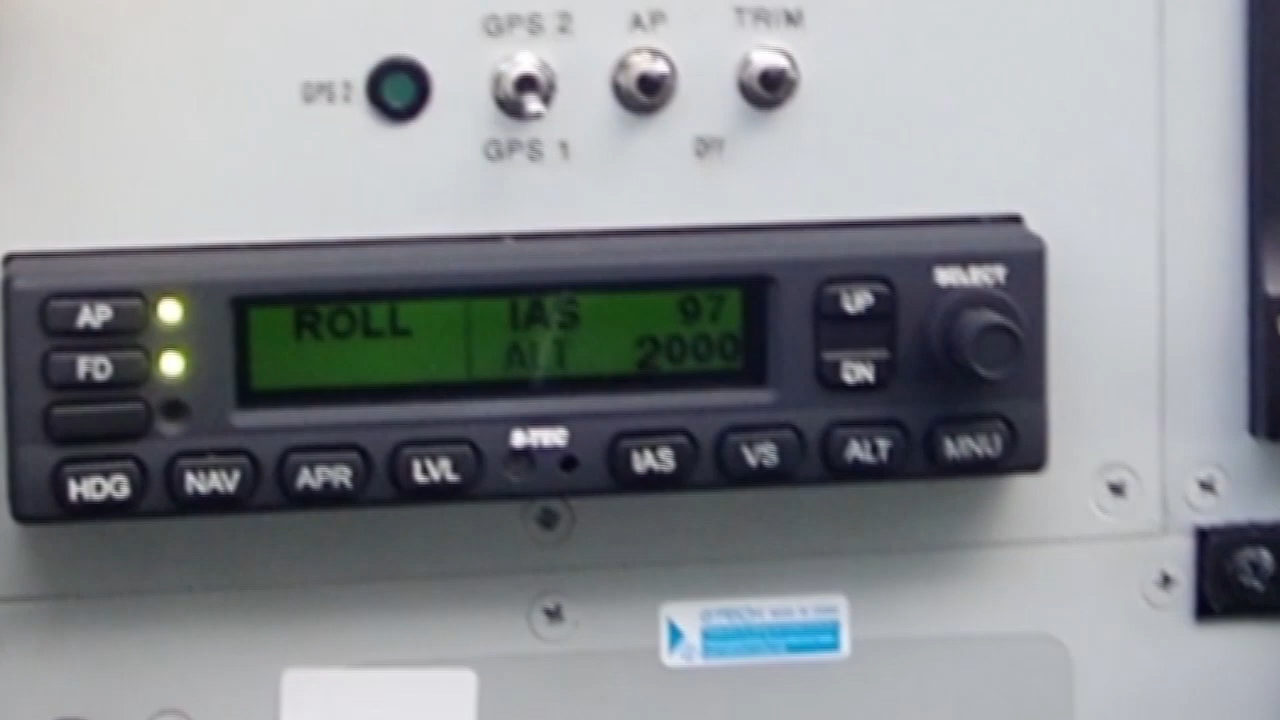 GPS 2 AP TRIM
GPS 2
GPS 1
SELECT
AP ROLL IAS 97 UP
FD ALT 2000 DN
S-TEC
HDG NAV APR LVL IAS VS ALT MNU